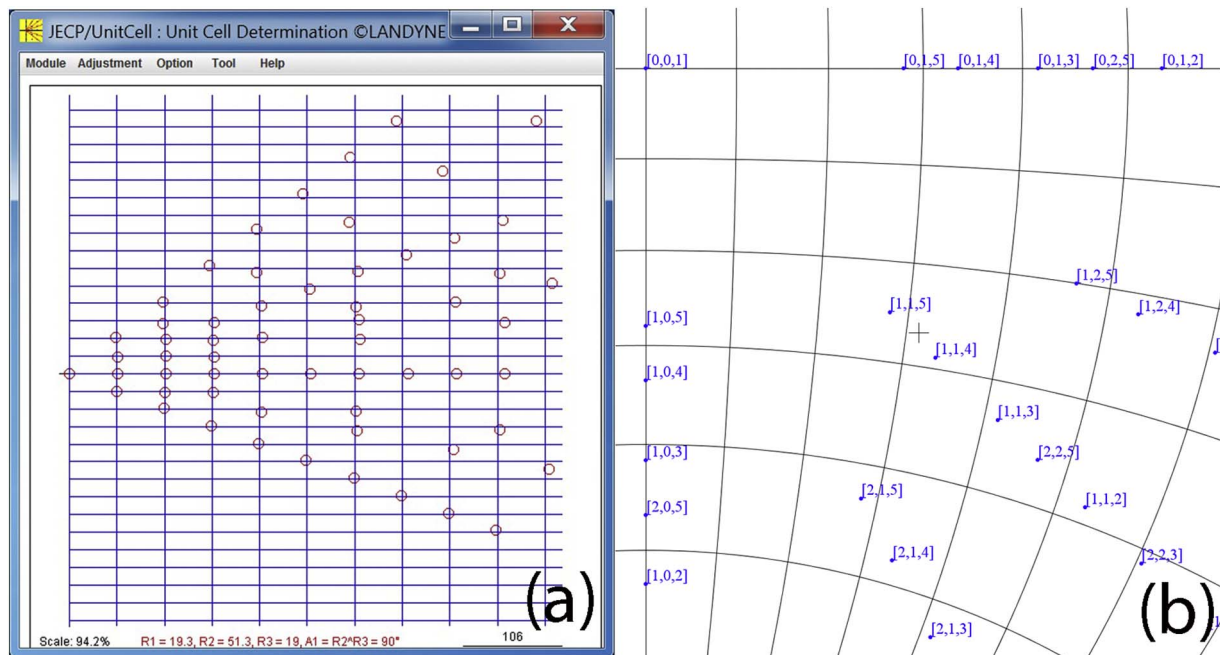 JECP/UnitCell : Unit Cell Determination ©LANDYNE
Module Adjustment Option Tool Help
Scale: 94.2% R1 = 19.3, R2 = 51.3, R3 = 19, A1 = R2^R3 = 90° 106
(a)
[0,0,1] [0,1,5] [0,1,4] [0,1,3] [0,2,5] [0,1,2]
[1,2,5]
[1,1,5] [1,2,4]
[1,0,5]
[1,1,4]
[1,0,4]
[1,1,3]
[1,0,3] [2,2,5]
[2,1,5]
[2,0,5] [1,1,2]
[2,1,4] [2,2,3]
[1,0,2]
[2,1,3]
(b)